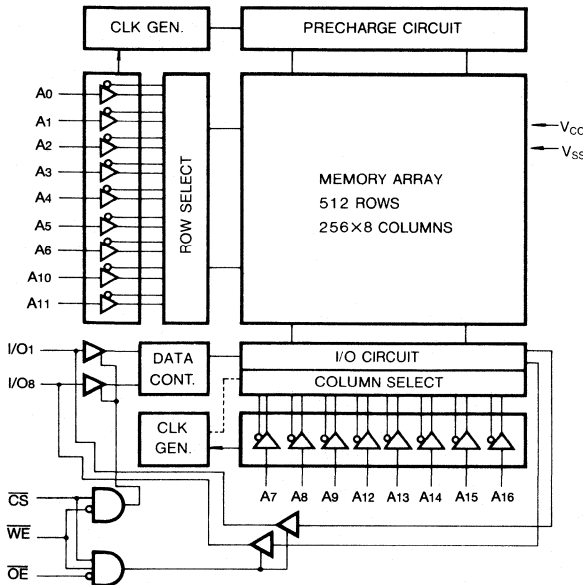 CLK GEN.
PRECHARGE CIRCUIT
A0
A1
A2
A3
A4
A5
A6
A10
A11
ROW SELECT
MEMORY ARRAY
512 ROWS
256×8 COLUMNS
VCC
VSS
I/O1
I/O8
DATA
CONT.
I/O CIRCUIT
COLUMN SELECT
CLK
GEN.
A7 A8 A9 A12 A13 A14 A15 A16
CS
WE
OE